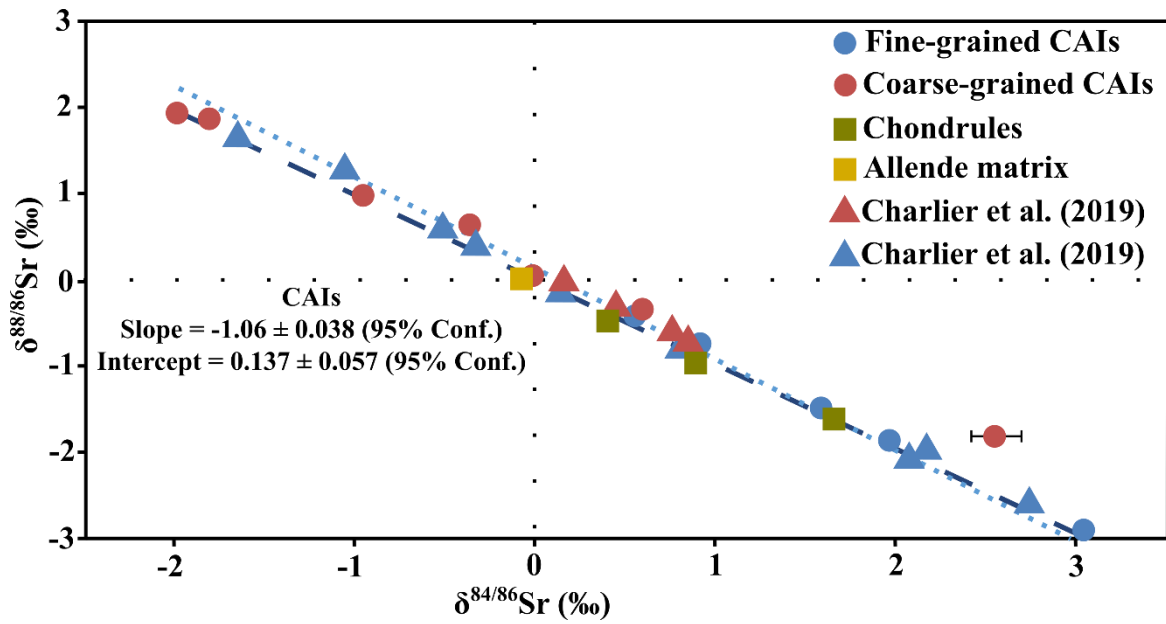 3
2
1
0
-1
-2
-3
δ⁸⁸/⁸⁶Sr (‰)
Fine-grained CAIs
Coarse-grained CAIs
Chondrules
Allende matrix
Charlier et al. (2019)
Charlier et al. (2019)
CAIs
Slope = -1.06 ± 0.038 (95% Conf.)
Intercept = 0.137 ± 0.057 (95% Conf.)
-2 -1 0 1 2 3
δ⁸⁴/⁸⁶Sr (‰)